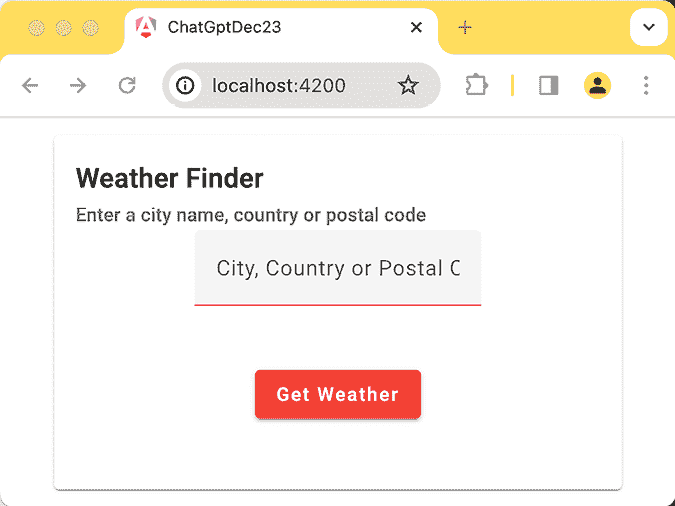 ChatGptDec23
localhost:4200
Weather Finder
Enter a city name, country or postal code
City, Country or Postal C
Get Weather